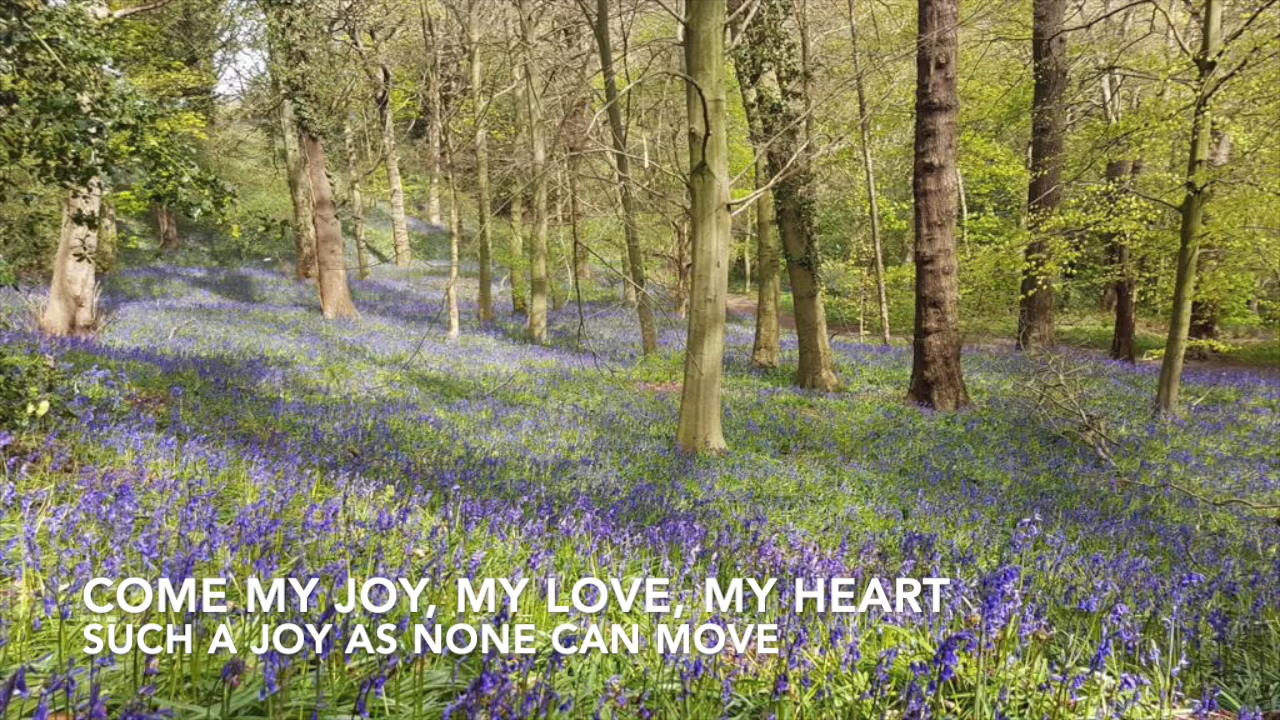 COME MY JOY, MY LOVE, MY HEART
SUCH A JOY AS NONE CAN MOVE